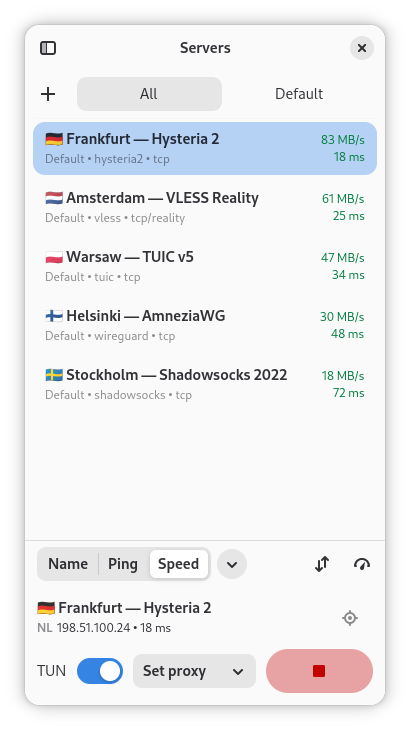 Servers
All Default
Frankfurt — Hysteria 2 83 MB/s
Default • hysteria2 • tcp 18 ms
Amsterdam — VLESS Reality 61 MB/s
Default • vless • tcp/reality 25 ms
Warsaw — TUIC v5 47 MB/s
Default • tuic • tcp 34 ms
Helsinki — AmneziaWG 30 MB/s
Default • wireguard • tcp 48 ms
Stockholm — Shadowsocks 2022 18 MB/s
Default • shadowsocks • tcp 72 ms
Name Ping Speed
Frankfurt — Hysteria 2
NL 198.51.100.24 • 18 ms
TUN Set proxy